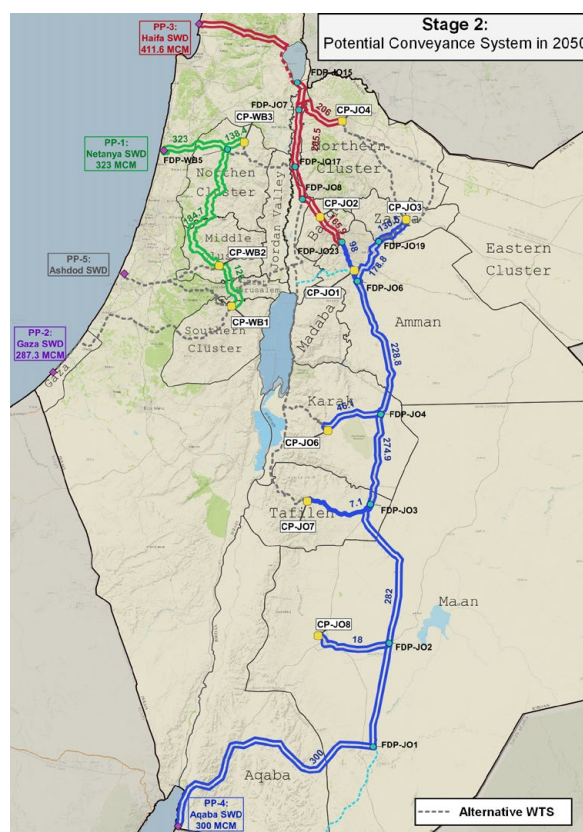 Stage 2:
Potential Conveyance System in 2050
PP-3:
Haifa SWD
411.6 MCM
FDP-JO15
FDP-JO7
206
CP-JO4
CP-WB3
138.4
205.5
Northern
Cluster
323
PP-1:
Netanya SWD
323 MCM
FDP-WB5
Northen
Cluster
FDP-JO17
Jordan Valley
FDP-JO8
CP-JO2
CP-JO3
184.7
165.9
98
FDP-JO23
FDP-JO19
178.8
Middle
CP-WB2
Eastern
Cluster
PP-5:
Ashdod SWD
FDP-JO6
CP-JO1
CP-WB1
Southern
Cluster
Madaba
Amman
PP-2:
Gaza SWD
287.3 MCM
Gaza
228.8
Karak
46.1
FDP-JO4
CP-JO6
274.9
7.1
FDP-JO3
CP-JO7
Tafileh
282
Maan
CP-JO8
18
FDP-JO2
300
FDP-JO1
Aqaba
PP-4:
Aqaba SWD
300 MCM
Alternative WTS